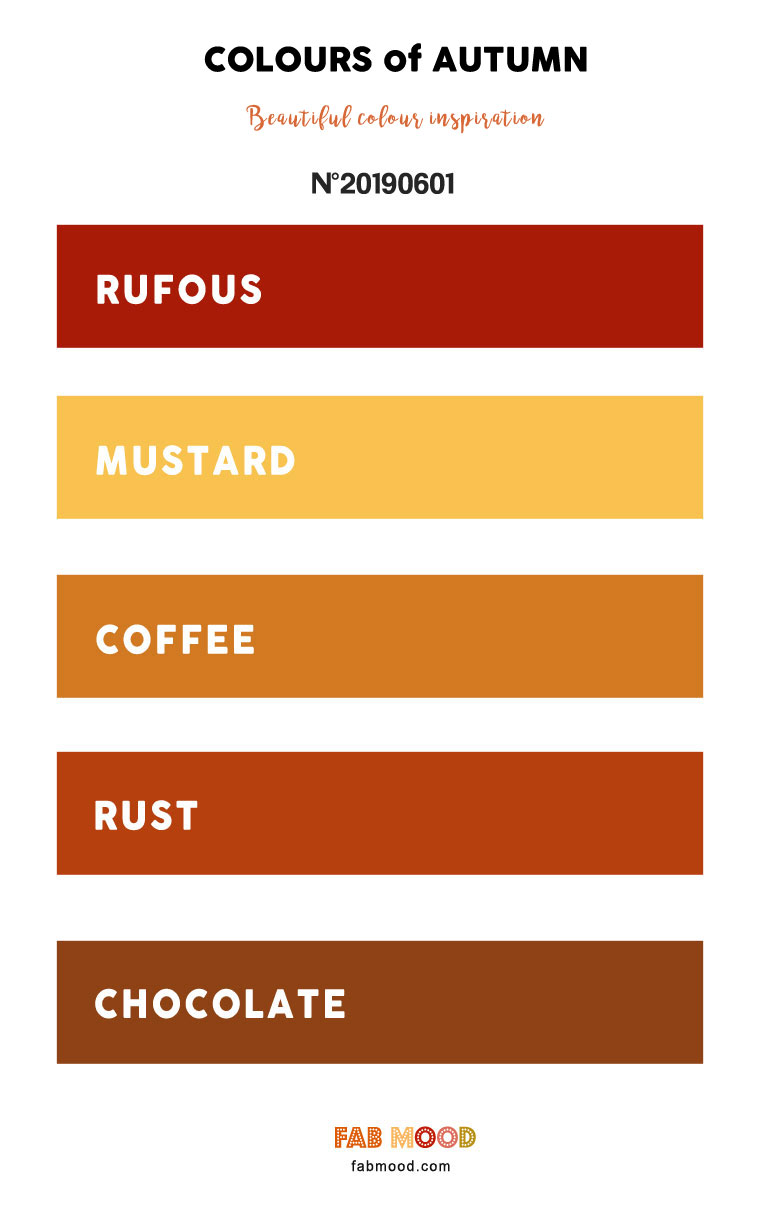 COLOURS of AUTUMN
Beautiful colour inspiration
N°20190601
RUFOUS
MUSTARD
COFFEE
RUST
CHOCOLATE
FAB MOOD
fabmood.com